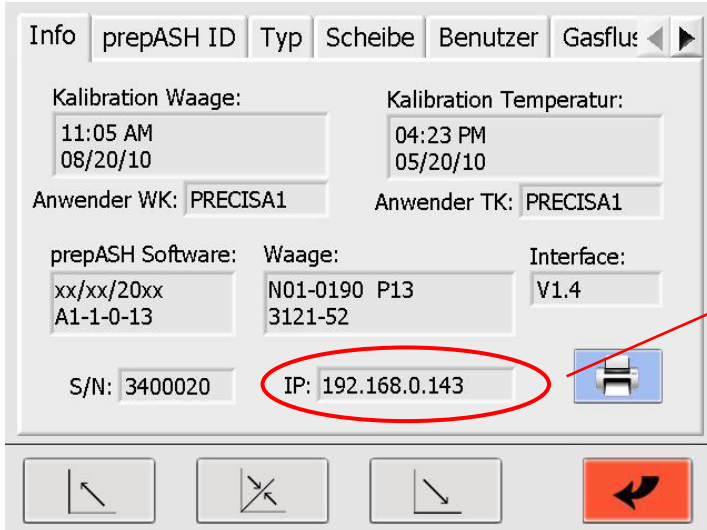 Info prepASH ID Typ Scheibe Benutzer Gasflus
Kalibration Waage: Kalibration Temperatur:
11:05 AM 04:23 PM
08/20/10 05/20/10
Anwender WK: PRECISA1 Anwender TK: PRECISA1
prepASH Software: Waage: Interface:
xx/xx/20xx N01-0190 P13 V1.4
A1-1-0-13 3121-52
S/N: 3400020 IP: 192.168.0.143